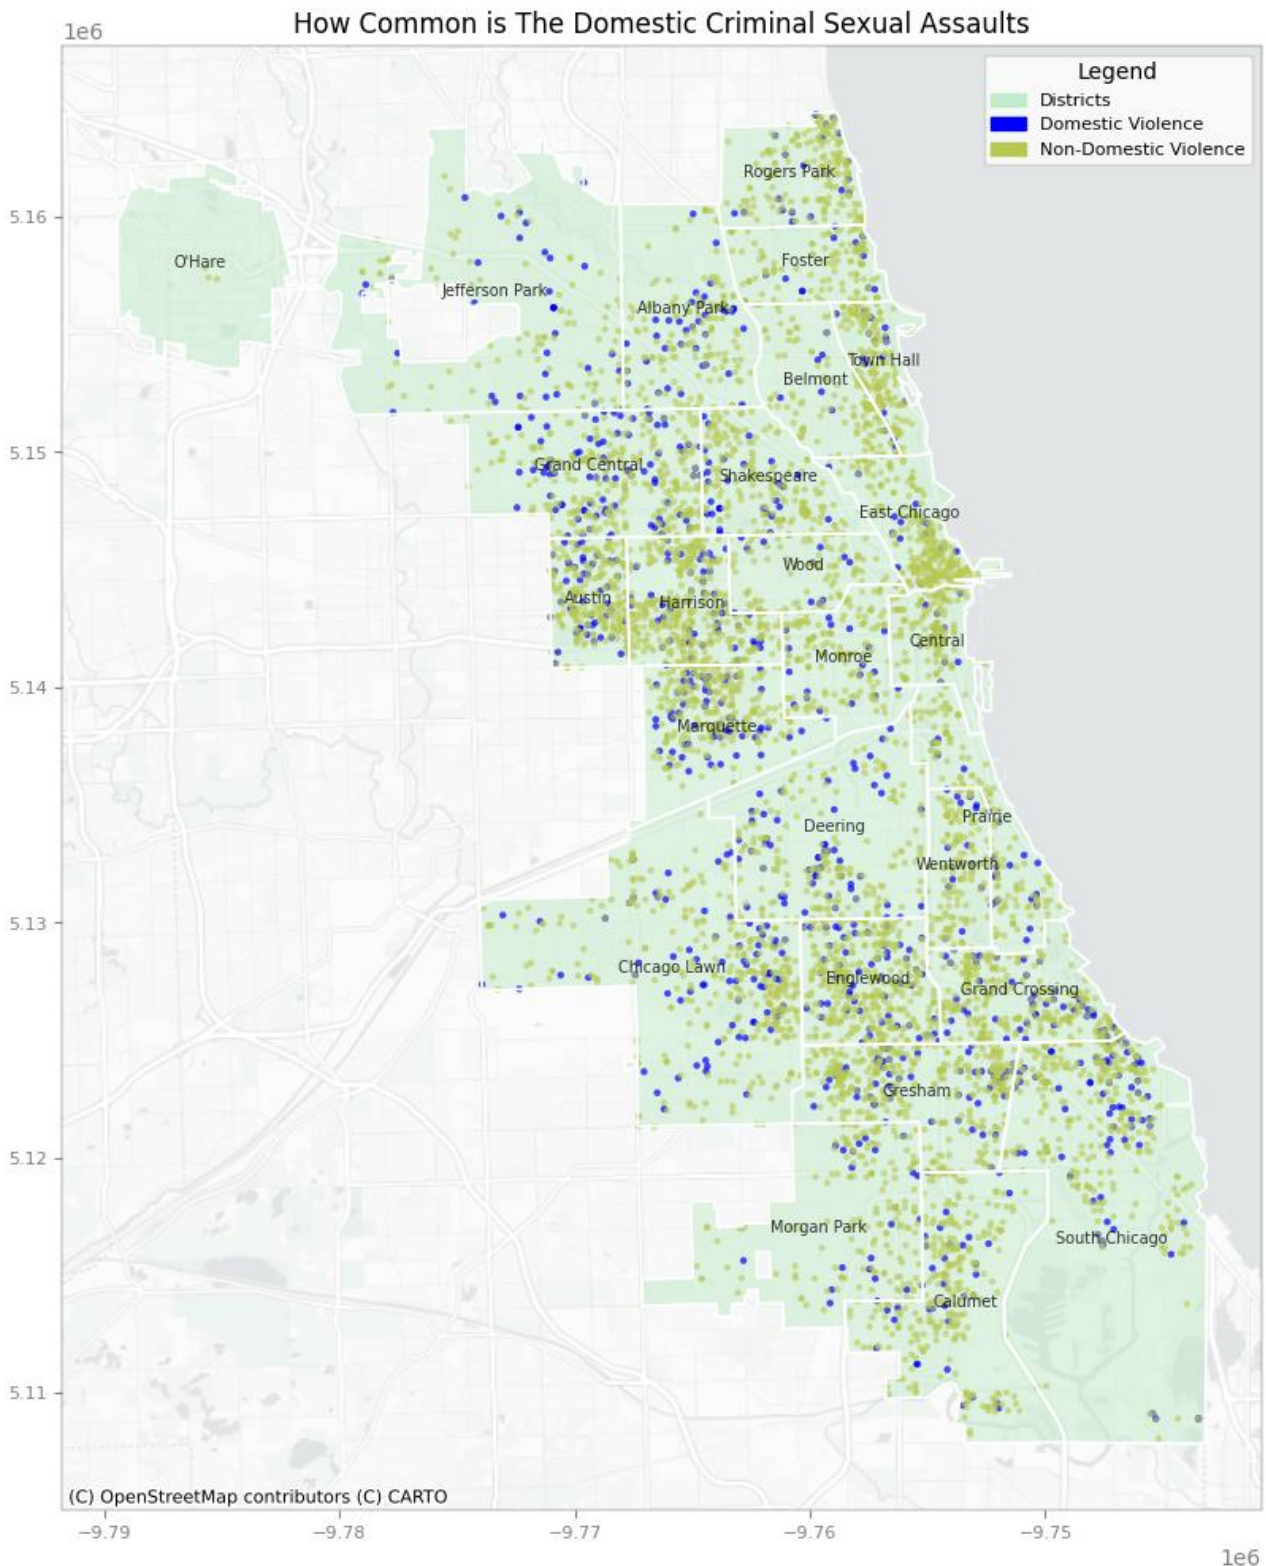 How Common is The Domestic Criminal Sexual Assaults
1e6
Legend
Districts
Domestic Violence
Non-Domestic Violence
Rogers Park
5.16
O'Hare
Foster
Jefferson Park
Albany Park
Town Hall
Belmont
5.15
Grand Central
Shakespeare
East Chicago
Wood
Austin
Harrison
Central
Monroe
5.14
Marquette
Prairie
Deering
Wentworth
5.13
Chicago Lawn
Englewood
Grand Crossing
Gresham
5.12
Morgan Park
South Chicago
Calumet
5.11
(C) OpenStreetMap contributors (C) CARTO
−9.79
−9.78
−9.77
−9.76
−9.75
1e6